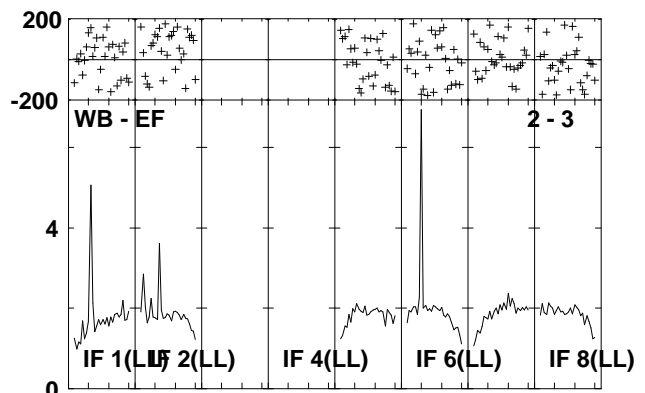 200
-200
WB - EF 2 - 3
4
IF 1(LL) IF 2(LL) IF 4(LL) IF 6(LL) IF 8(LL)
0